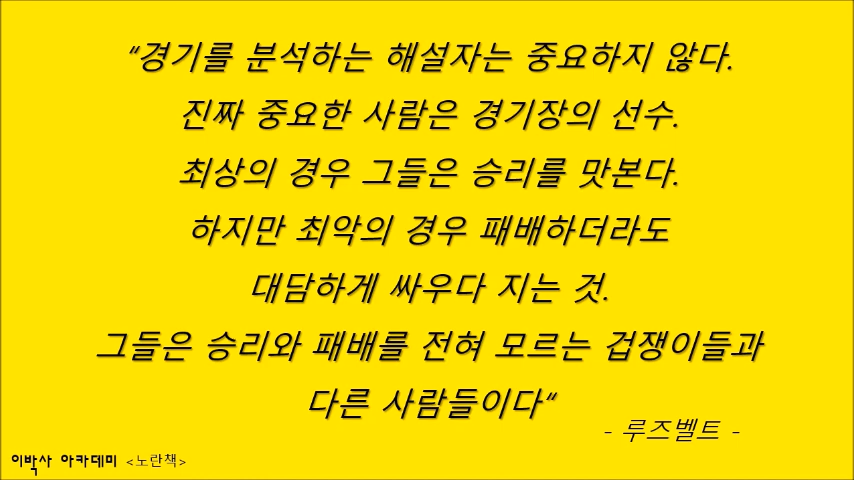 “경기를 분석하는 해설자는 중요하지 않다.
진짜 중요한 사람은 경기장의 선수.
최상의 경우 그들은 승리를 맛본다.
하지만 최악의 경우 패배하더라도
대담하게 싸우다 지는 것.
그들은 승리와 패배를 전혀 모르는 겁쟁이들과
다른 사람들이다“
- 루즈벨트 -
이박사 아카데미 <노란책>